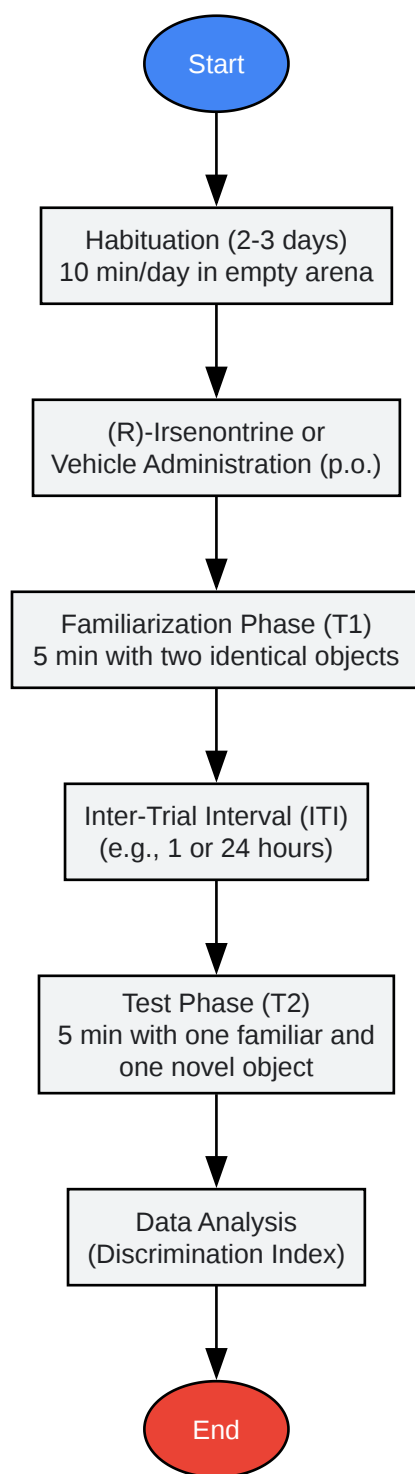 Start
Habituation (2-3 days)
10 min/day in empty arena
(R)-Irsenontrine or
Vehicle Administration (p.o.)
Familiarization Phase (T1)
5 min with two identical objects
Inter-Trial Interval (ITI)
(e.g., 1 or 24 hours)
Test Phase (T2)
5 min with one familiar and
one novel object
Data Analysis
(Discrimination Index)
End